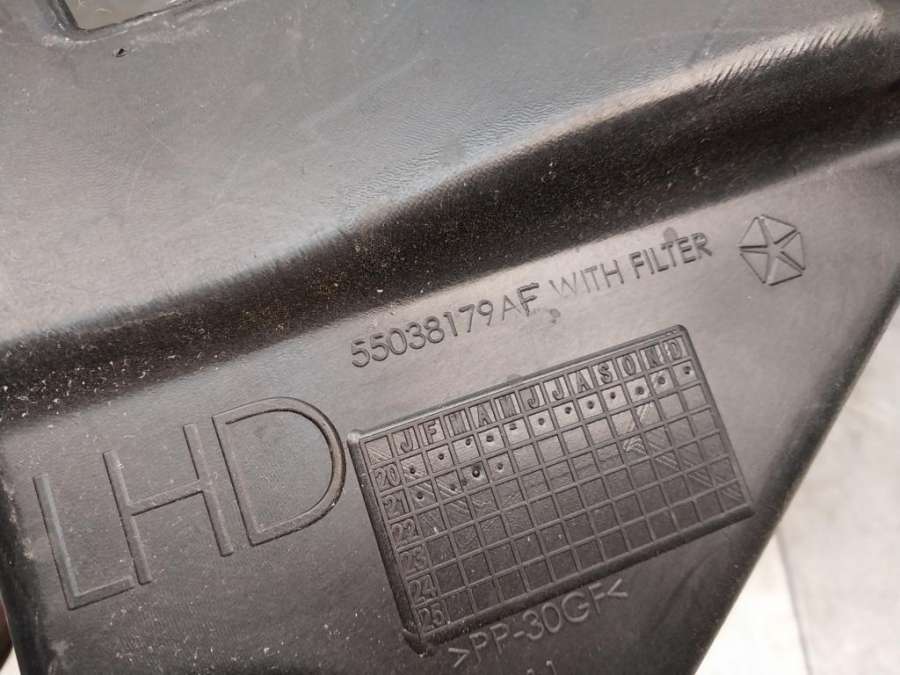 55038179AF WITH FILTER
LHD
J F M A M J J A S O N D
20
21
22
23
24
25
>PP-30GF<